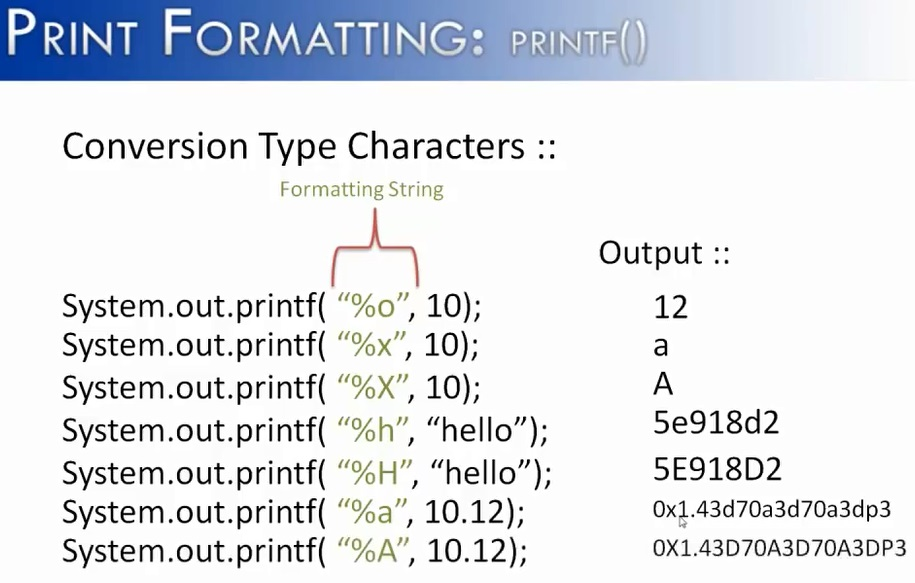 PRINT FORMATTING: PRINTF()
Conversion Type Characters ::
Formatting String
Output ::
System.out.printf( “%o”, 10); 12
System.out.printf( “%x”, 10); a
System.out.printf( “%X”, 10); A
System.out.printf( “%h”, “hello”); 5e918d2
System.out.printf( “%H”, “hello”); 5E918D2
System.out.printf( “%a”, 10.12); 0x1.43d70a3d70a3dp3
System.out.printf( “%A”, 10.12); 0X1.43D70A3D70A3DP3